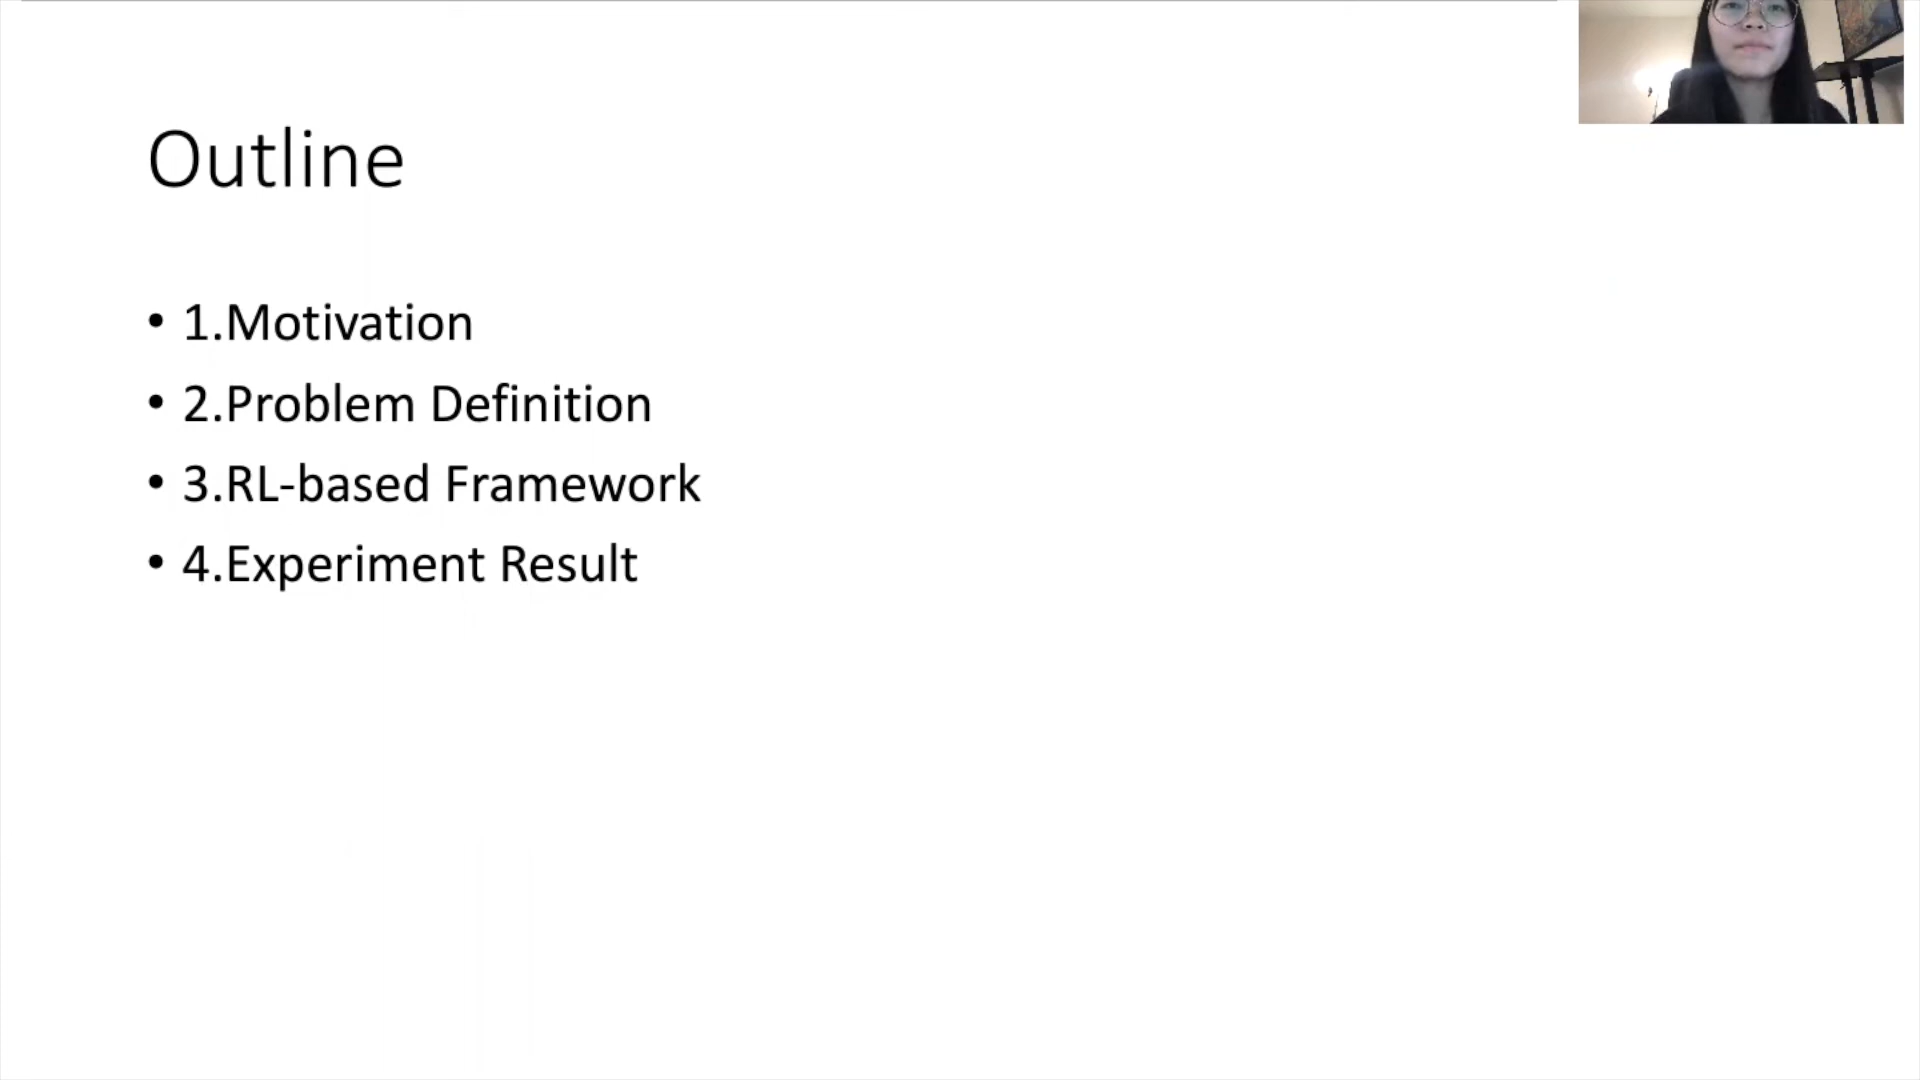 Outline
• 1.Motivation
• 2.Problem Definition
• 3.RL-based Framework
• 4.Experiment Result